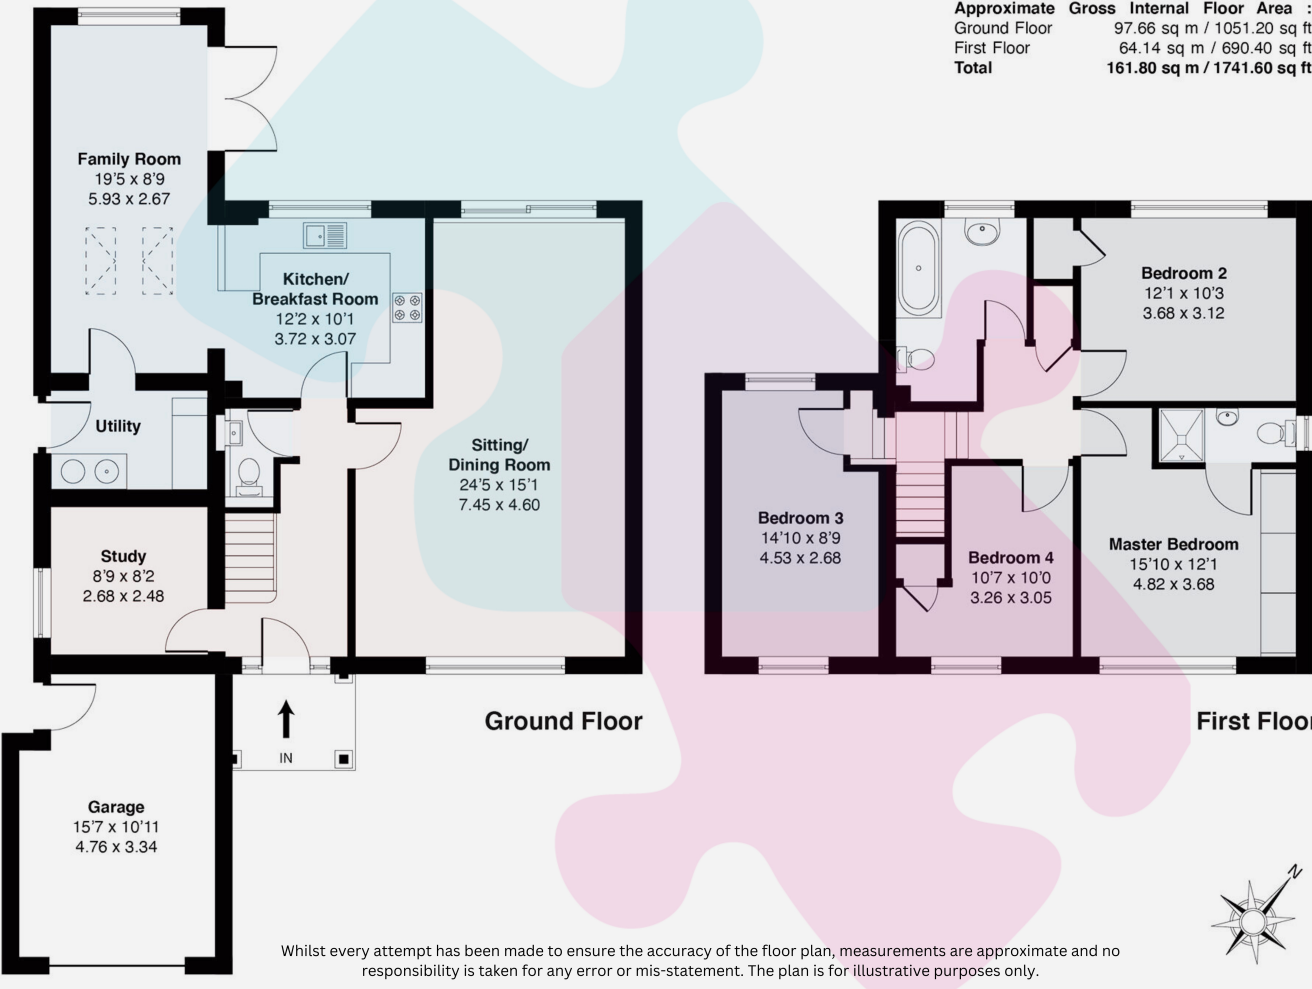 Approximate Gross Internal Floor Area :
Ground Floor 97.66 sq m / 1051.20 sq ft
First Floor 64.14 sq m / 690.40 sq ft
Total 161.80 sq m / 1741.60 sq ft
Family Room
19'5 x 8'9
5.93 x 2.67
Kitchen/
Breakfast Room
12'2 x 10'1
3.72 x 3.07
Utility
Sitting/
Dining Room
24'5 x 15'1
7.45 x 4.60
Study
8'9 x 8'2
2.68 x 2.48
IN
Garage
15'7 x 10'11
4.76 x 3.34
Ground Floor
Bedroom 2
12'1 x 10'3
3.68 x 3.12
Bedroom 3
14'10 x 8'9
4.53 x 2.68
Bedroom 4
10'7 x 10'0
3.26 x 3.05
Master Bedroom
15'10 x 12'1
4.82 x 3.68
First Floor
N
Whilst every attempt has been made to ensure the accuracy of the floor plan, measurements are approximate and no
responsibility is taken for any error or mis-statement. The plan is for illustrative purposes only.